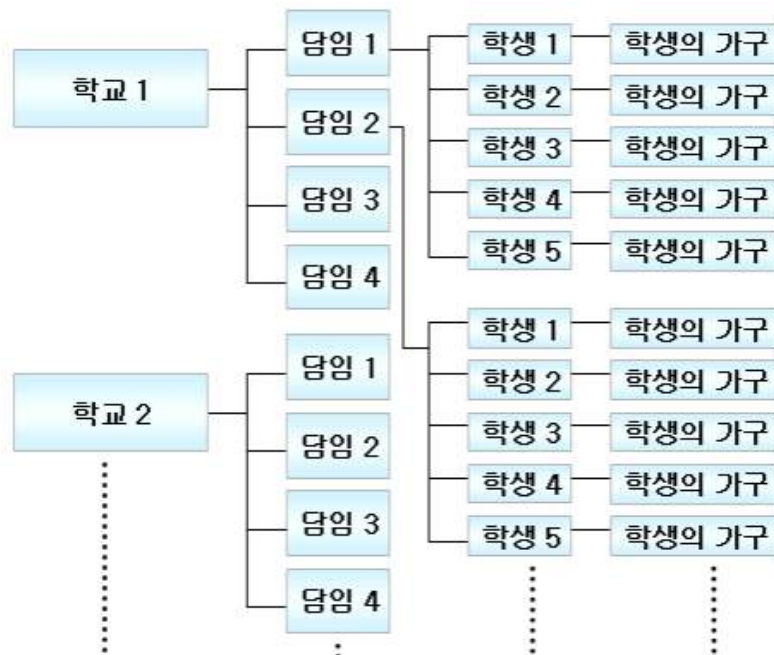 학교 1
담임 1
담임 2
담임 3
담임 4
학생 1
학생의 가구
학생 2
학생의 가구
학생 3
학생의 가구
학생 4
학생의 가구
학생 5
학생의 가구
학생 1
학생의 가구
학생 2
학생의 가구
학생 3
학생의 가구
학생 4
학생의 가구
학생 5
학생의 가구
학교 2
담임 1
담임 2
담임 3
담임 4